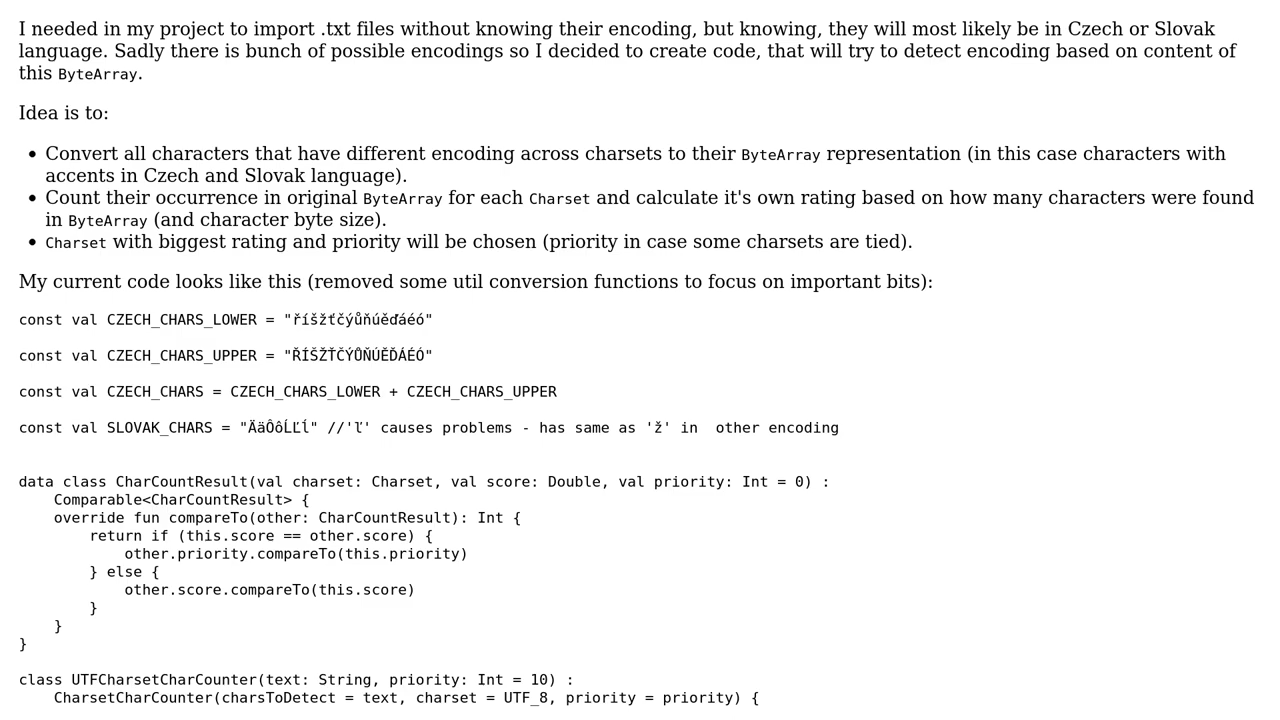 I needed in my project to import .txt files without knowing their encoding, but knowing, they will most likely be in Czech or Slovak
language. Sadly there is bunch of possible encodings so I decided to create code, that will try to detect encoding based on content of
this ByteArray.
Idea is to:
• Convert all characters that have different encoding across charsets to their ByteArray representation (in this case characters with
accents in Czech and Slovak language).
• Count their occurrence in original ByteArray for each Charset and calculate it's own rating based on how many characters were found
in ByteArray (and character byte size).
• Charset with biggest rating and priority will be chosen (priority in case some charsets are tied).
My current code looks like this (removed some util conversion functions to focus on important bits):
const val CZECH_CHARS_LOWER = "říšžťčýůňúěďáéó"
const val CZECH_CHARS_UPPER = "ŘÍŠŽŤČÝŮŇÚĚĎÁÉÓ"
const val CZECH_CHARS = CZECH_CHARS_LOWER + CZECH_CHARS_UPPER
const val SLOVAK_CHARS = "ÄäÔôĹĽĺ" //'ľ' causes problems - has same as 'ž' in  other encoding
data class CharCountResult(val charset: Charset, val score: Double, val priority: Int = 0) :
    Comparable<CharCountResult> {
    override fun compareTo(other: CharCountResult): Int {
        return if (this.score == other.score) {
            other.priority.compareTo(this.priority)
        } else {
            other.score.compareTo(this.score)
        }
    }
}
class UTFCharsetCharCounter(text: String, priority: Int = 10) :
    CharsetCharCounter(charsToDetect = text, charset = UTF_8, priority = priority) {